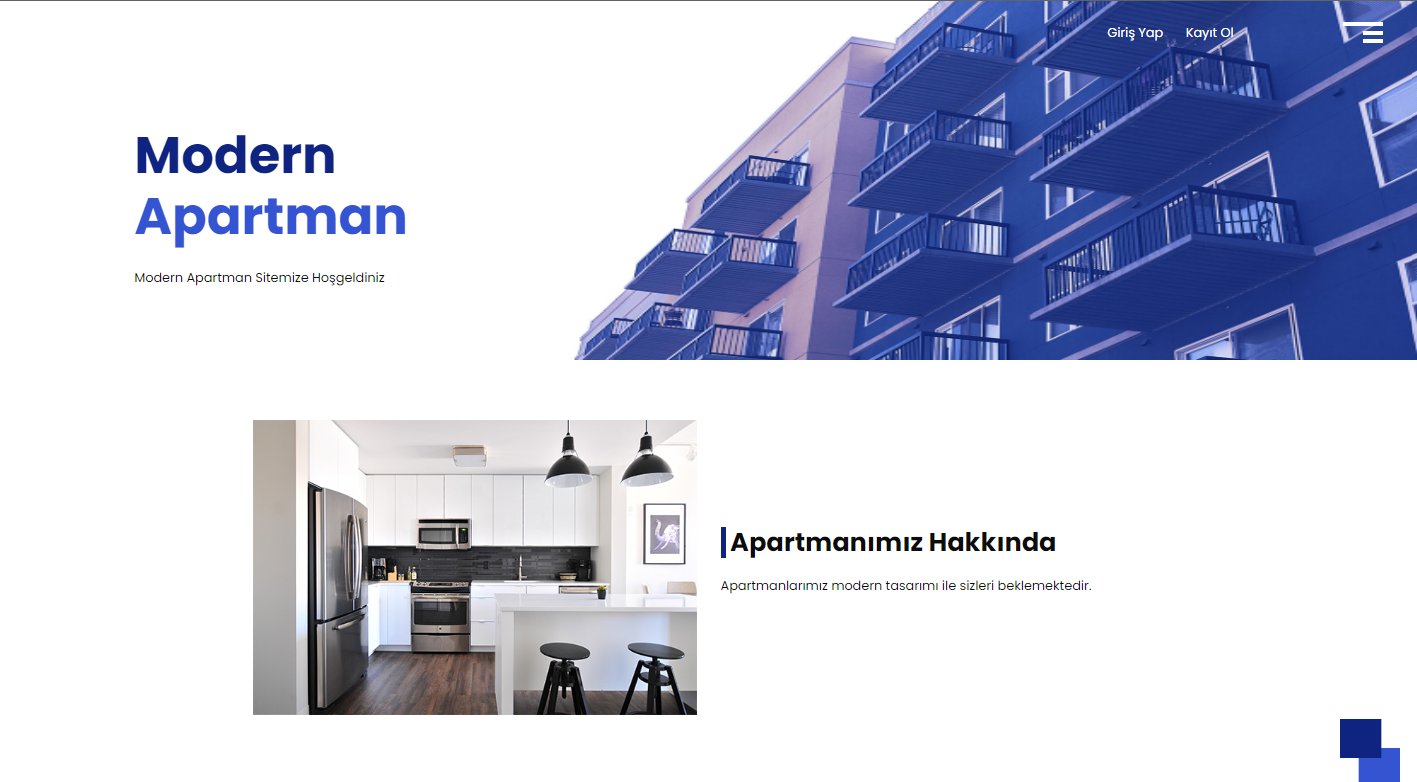 Giriş Yap Kayıt Ol
Modern
Apartman
Modern Apartman Sitemize Hoşgeldiniz
Apartmanımız Hakkında
Apartmanlarımız modern tasarımı ile sizleri beklemektedir.